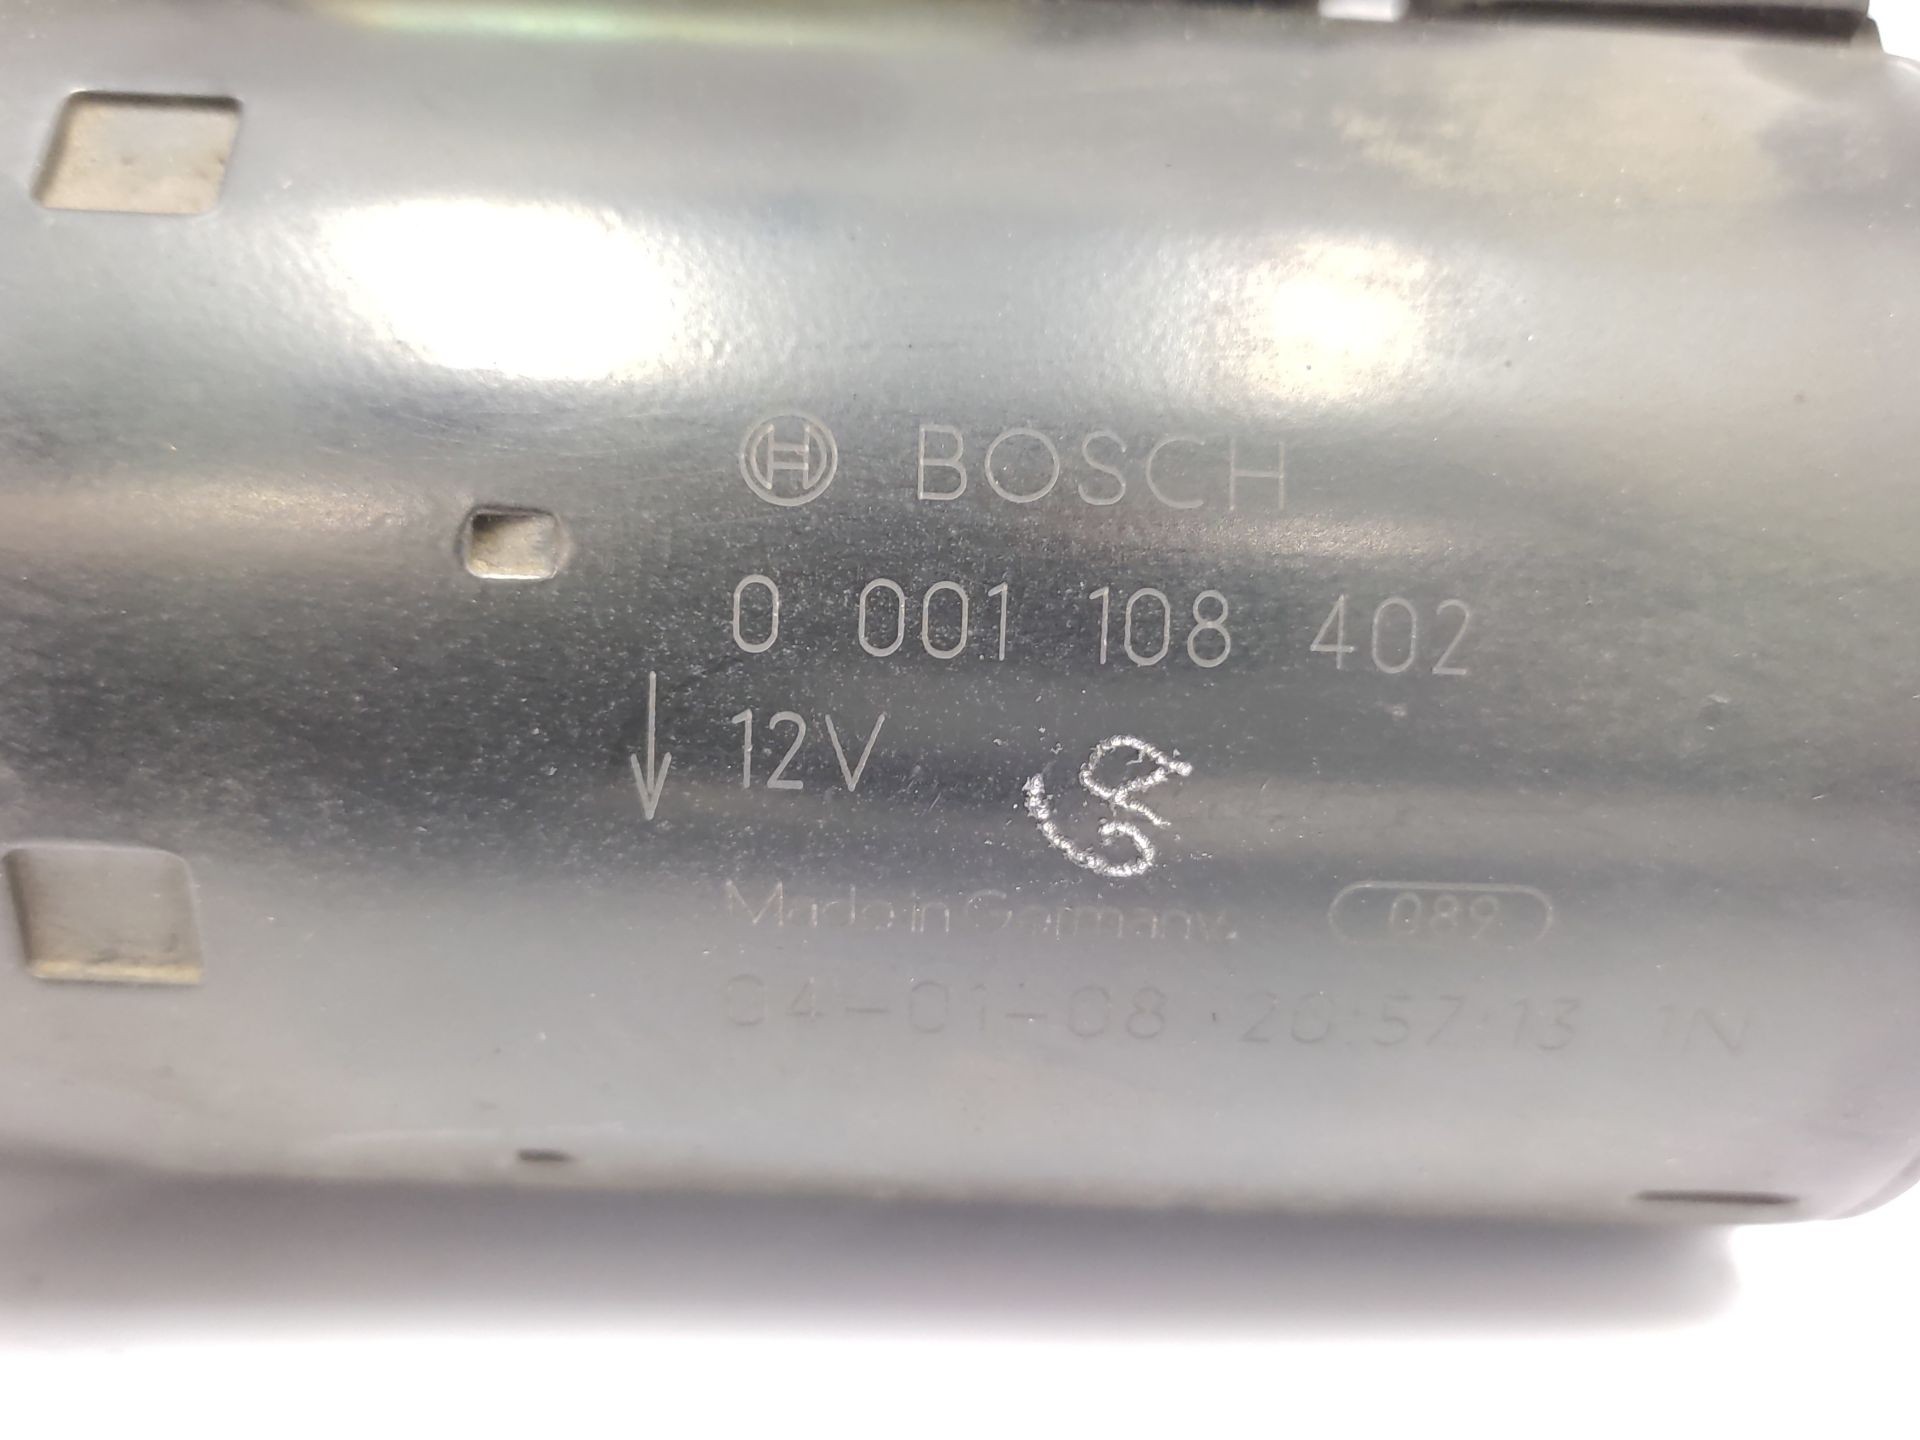 BOSCH
0 001 108 402
12V
Made in Germany
089
04-01-08 20:57:13 1N